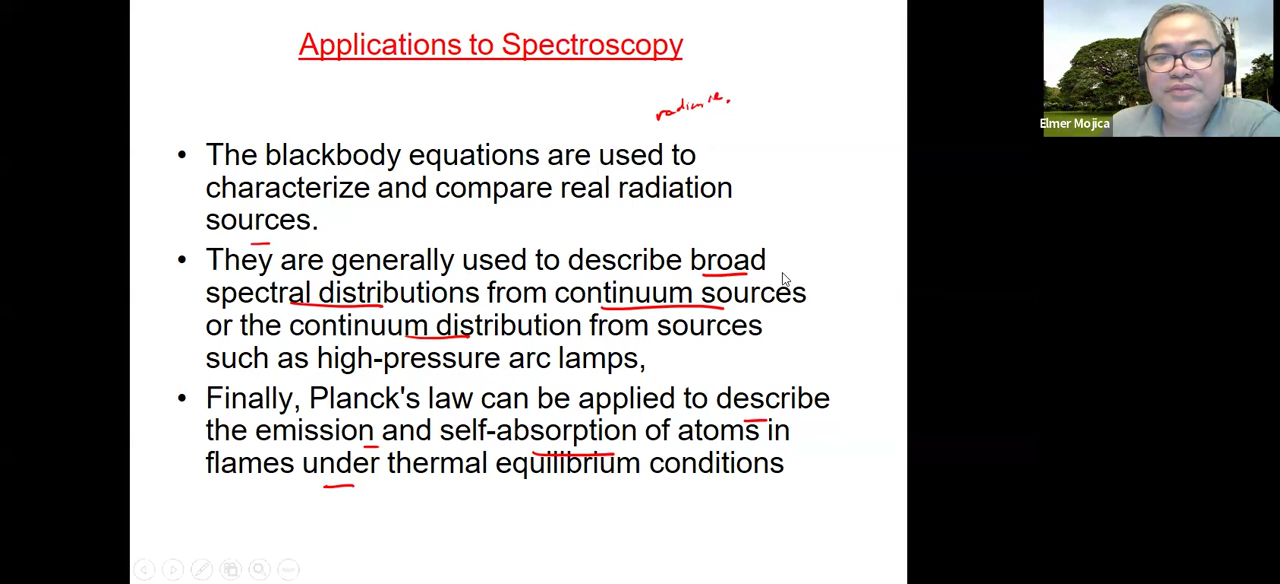 Applications to Spectroscopy
• The blackbody equations are used to
characterize and compare real radiation
sources.
• They are generally used to describe broad
spectral distributions from continuum sources
or the continuum distribution from sources
such as high-pressure arc lamps,
• Finally, Planck's law can be applied to describe
the emission and self-absorption of atoms in
flames under thermal equilibrium conditions
Elmer Mojica